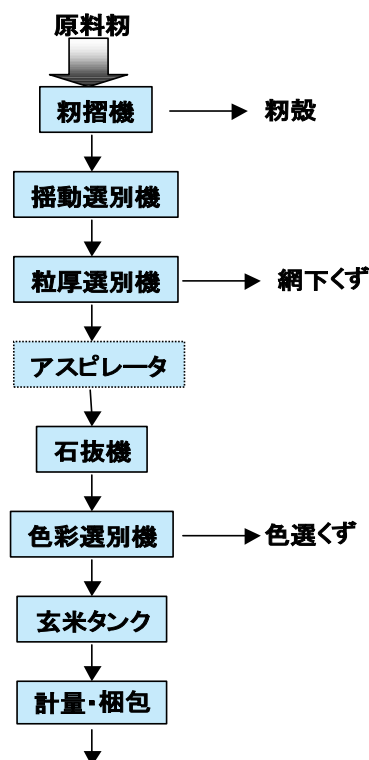 原料籾
籾摺機
籾殻
揺動選別機
粒厚選別機
網下くず
アスピレータ
石抜機
色彩選別機
色選くず
玄米タンク
計量・梱包